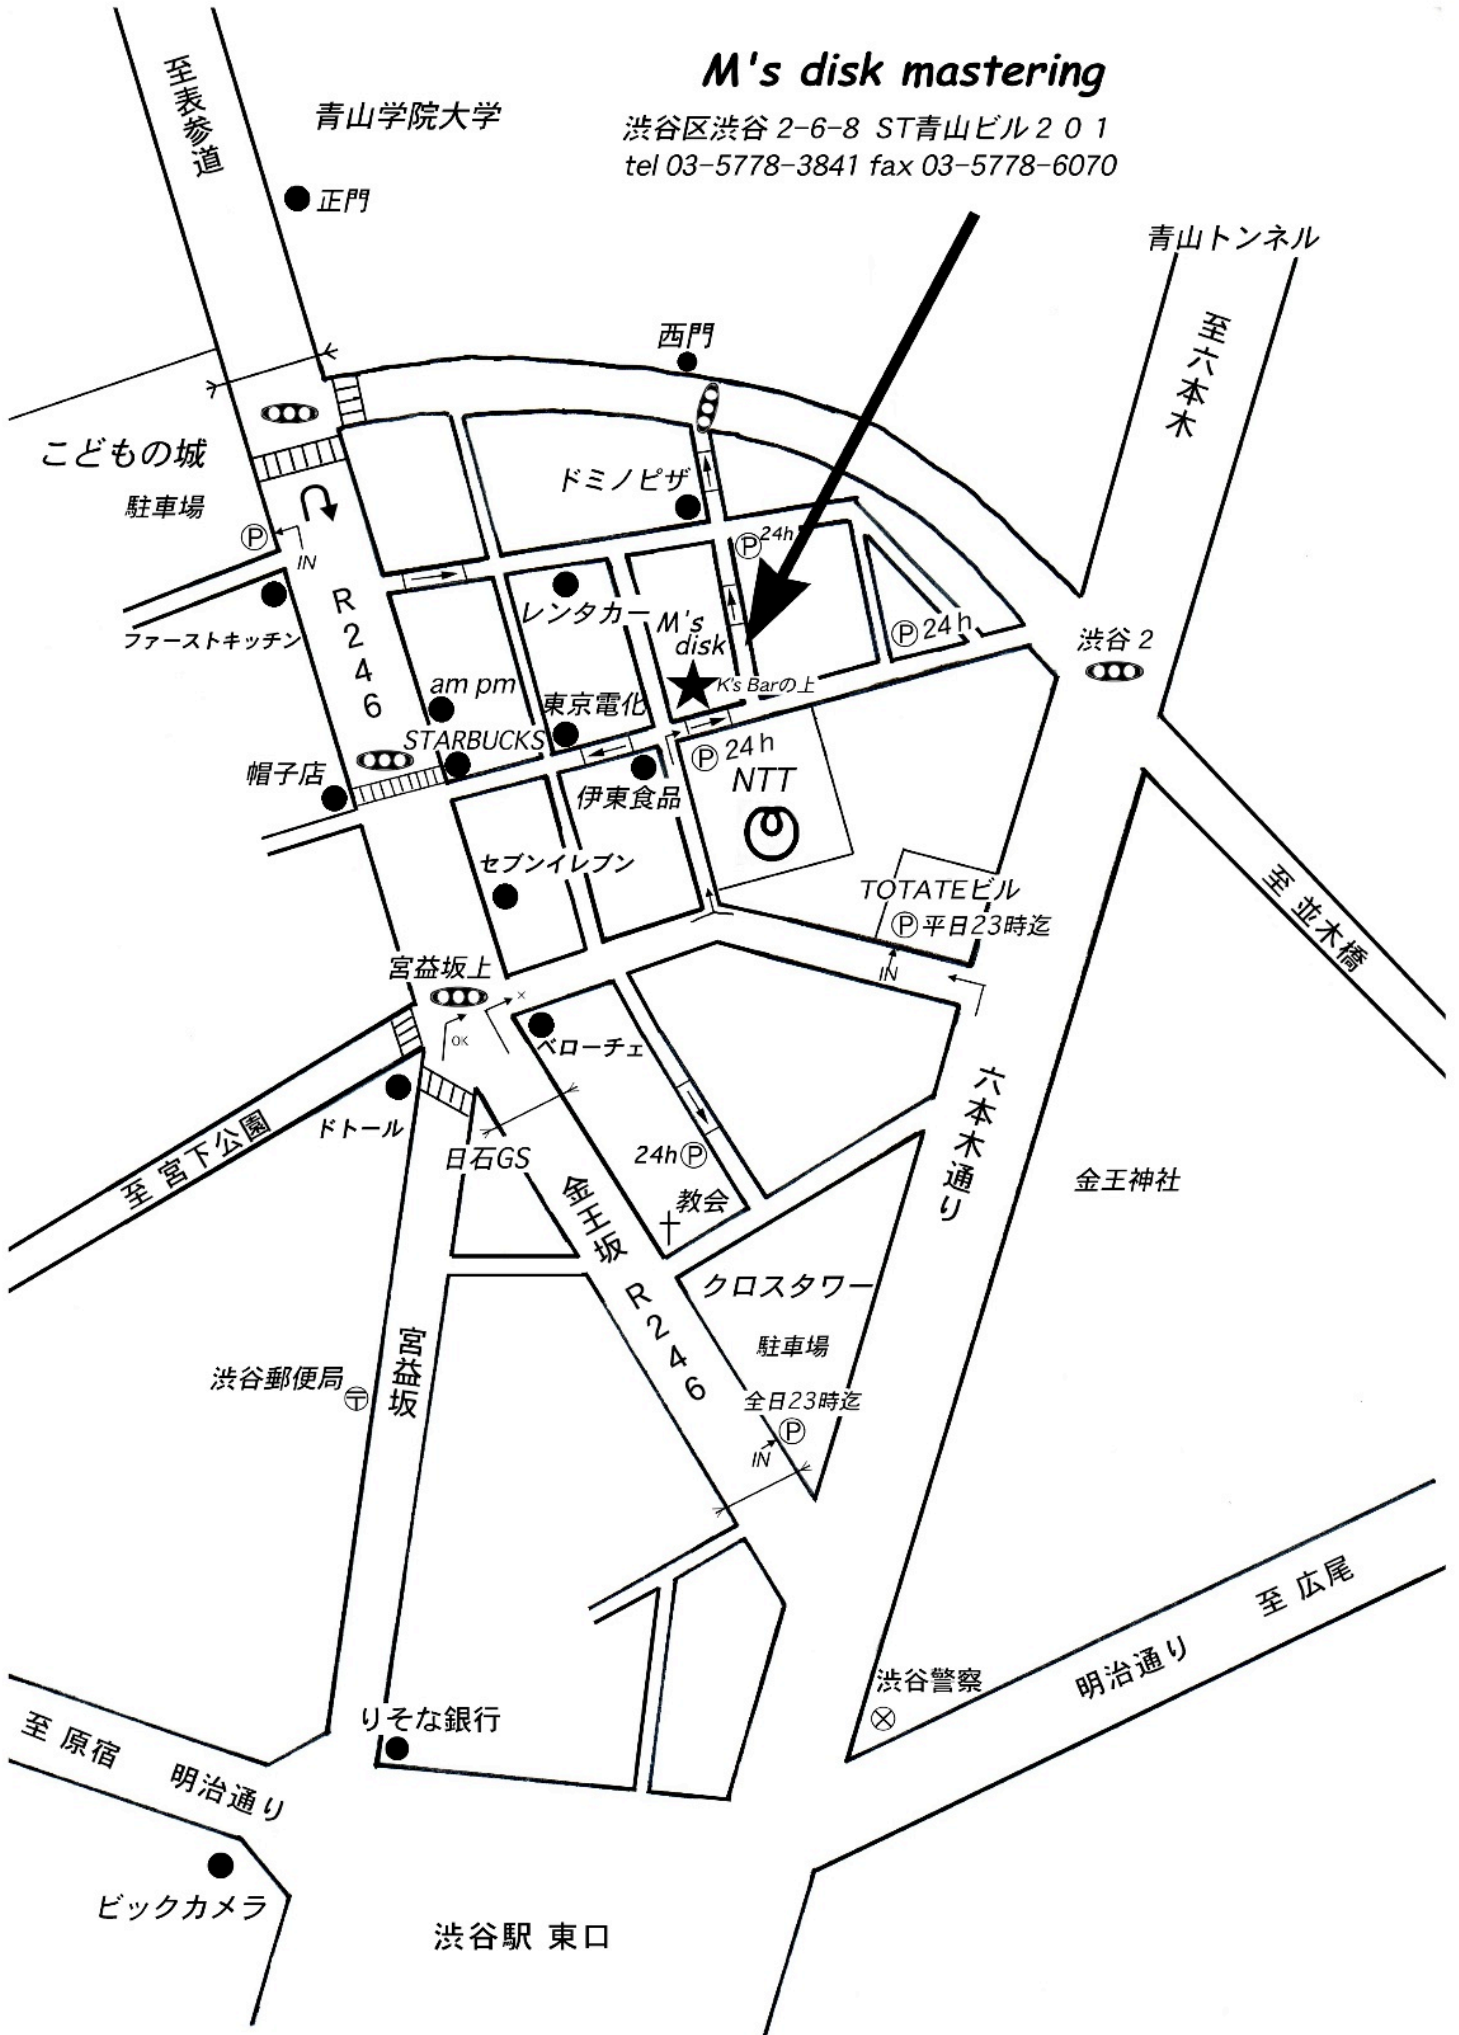 M's disk mastering
渋谷区渋谷 2-6-8 ST青山ビル201
tel 03-5778-3841 fax 03-5778-6070
至表参道
青山学院大学
正門
青山トンネル
至六本木
西門
こどもの城
駐車場
P
IN
ドミノピザ
P 24h
R246
ファーストキッチン
レンタカー
M's
disk
K's Barの上
P 24h
渋谷2
am pm
東京電化
STARBUCKS
帽子店
P 24h
NTT
伊東食品
セブンイレブン
TOTATEビル
P 平日23時迄
IN
至 並木橋
宮益坂上
OK
×
ベローチェ
ドトール
至 宮下公園
日石GS
24h P
教会
金王坂
R246
六本木通り
金王神社
クロスタワー
駐車場
全日23時迄
P
IN
渋谷郵便局
〒
宮益坂
至 広尾
明治通り
渋谷警察
りそな銀行
至 原宿 明治通り
ビックカメラ
渋谷駅 東口